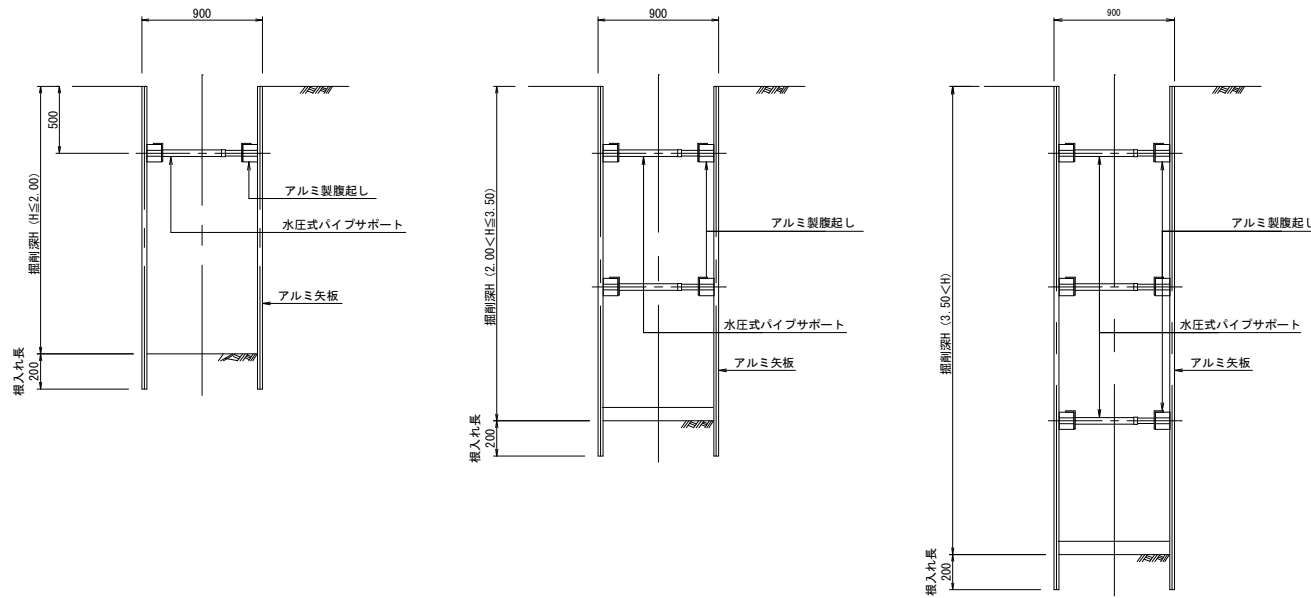 900
500
掘削深H (H≦2.00)
アルミ製腹起し
水圧式パイプサポート
アルミ矢板
根入れ長
200
900
掘削深H (2.00<H≦3.50)
アルミ製腹起し
水圧式パイプサポート
アルミ矢板
根入れ長
200
900
掘削深H (3.50<H)
アルミ製腹起し
水圧式パイプサポート
アルミ矢板
根入れ長
200